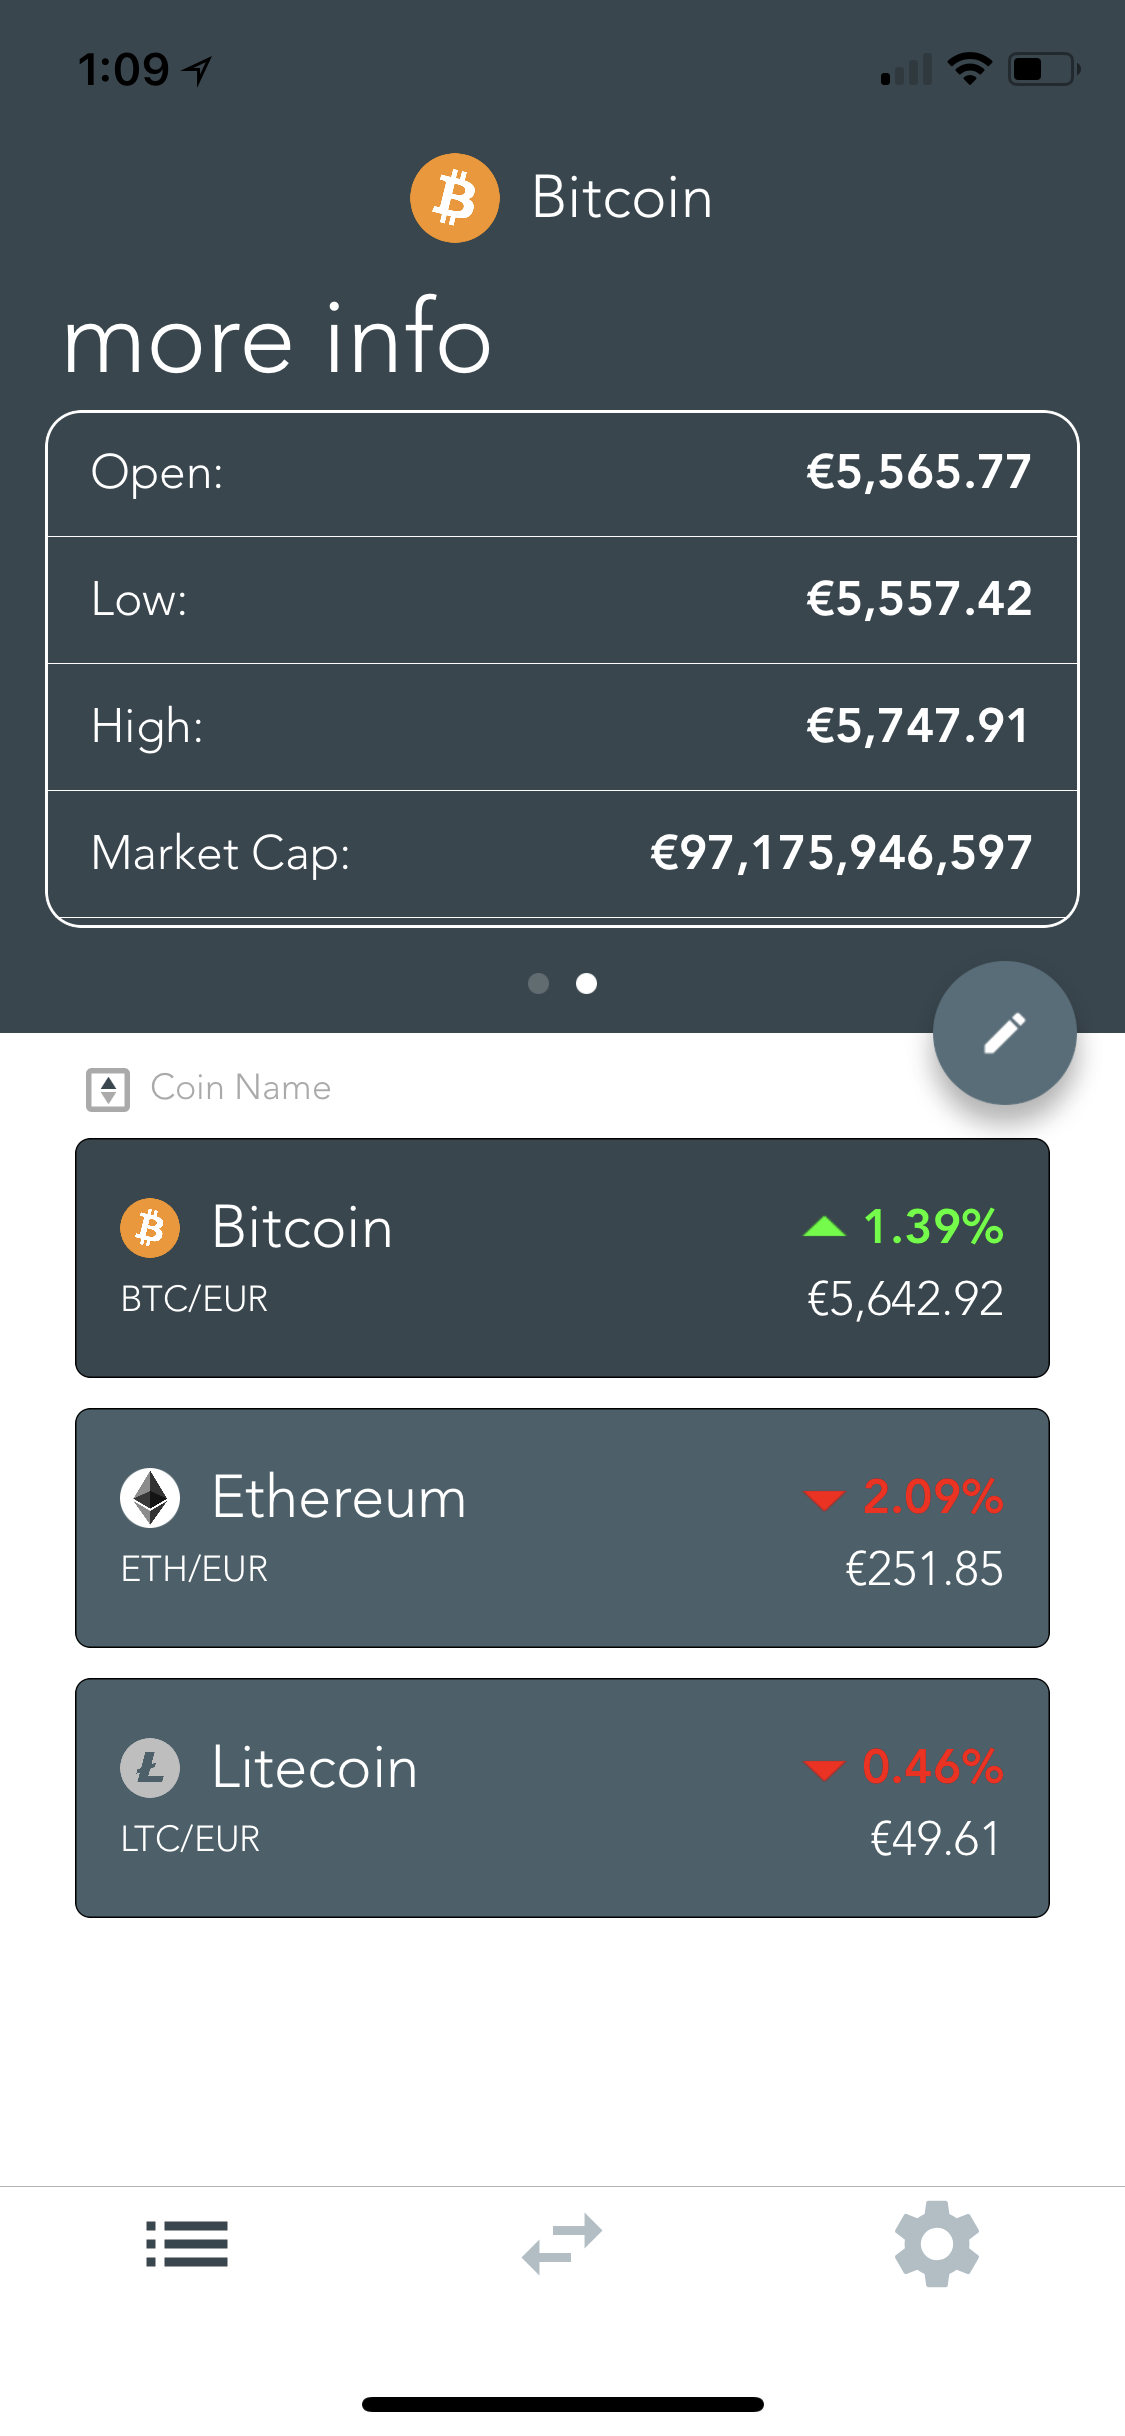 1:09
Bitcoin
more info
Open: €5,565.77
Low: €5,557.42
High: €5,747.91
Market Cap: €97,175,946,597
Coin Name
Bitcoin 1.39%
BTC/EUR €5,642.92
Ethereum 2.09%
ETH/EUR €251.85
Litecoin 0.46%
LTC/EUR €49.61